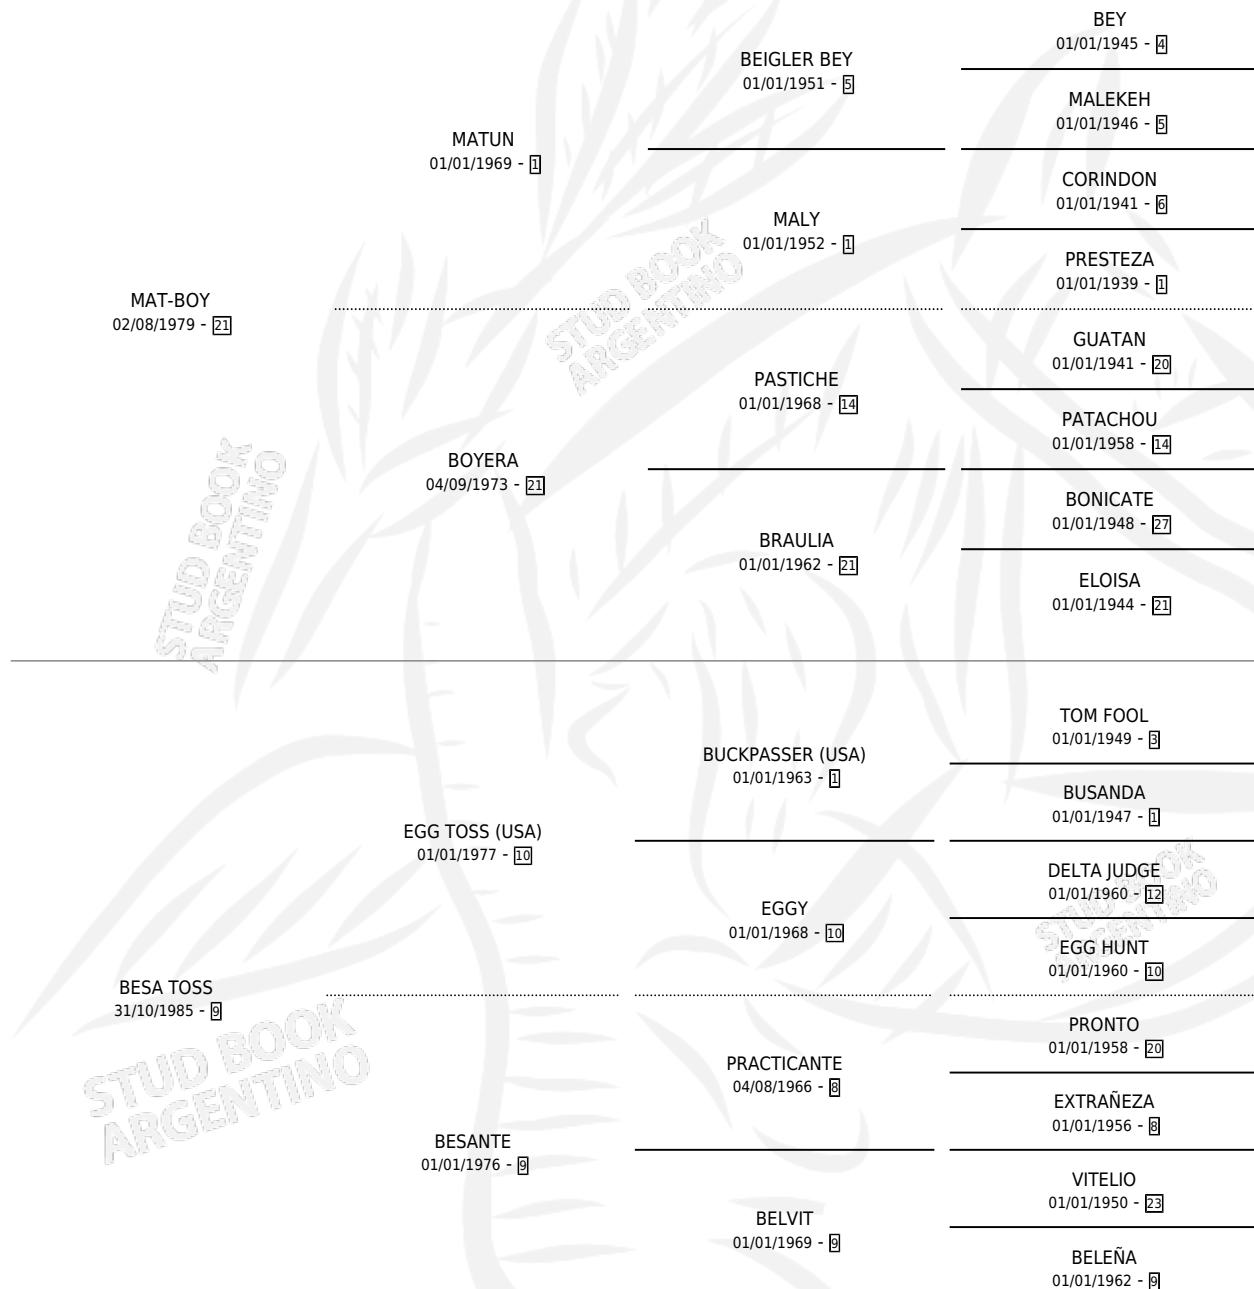 BEY
01/01/1945 - 4
BEIGLER BEY
01/01/1951 - 5
MALEKEH
01/01/1946 - 5
MATUN
01/01/1969 - 1
CORINDON
01/01/1941 - 6
MALY
01/01/1952 - 1
PRESTEZA
01/01/1939 - 1
MAT-BOY
02/08/1979 - 21
GUATAN
01/01/1941 - 20
PASTICHE
01/01/1968 - 14
PATACHOU
01/01/1958 - 14
BOYERA
04/09/1973 - 21
BONICATE
01/01/1948 - 27
BRAULIA
01/01/1962 - 21
ELOISA
01/01/1944 - 21
TOM FOOL
01/01/1949 - 3
BUCKPASSER (USA)
01/01/1963 - 1
BUSANDA
01/01/1947 - 1
EGG TOSS (USA)
01/01/1977 - 10
DELTA JUDGE
01/01/1960 - 12
EGGY
01/01/1968 - 10
EGG HUNT
01/01/1960 - 10
BESA TOSS
31/10/1985 - 9
PRONTO
01/01/1958 - 20
PRACTICANTE
04/08/1966 - 8
EXTRAÑEZA
01/01/1956 - 8
BESANTE
01/01/1976 - 9
VITELIO
01/01/1950 - 23
BELVIT
01/01/1969 - 9
BELEÑA
01/01/1962 - 9
STUD BOOK
ARGENTINO
STUD BOOK
ARGENTINO
STUD BOOK
ARGENTINO
STUD BOOK
ARGENTINO